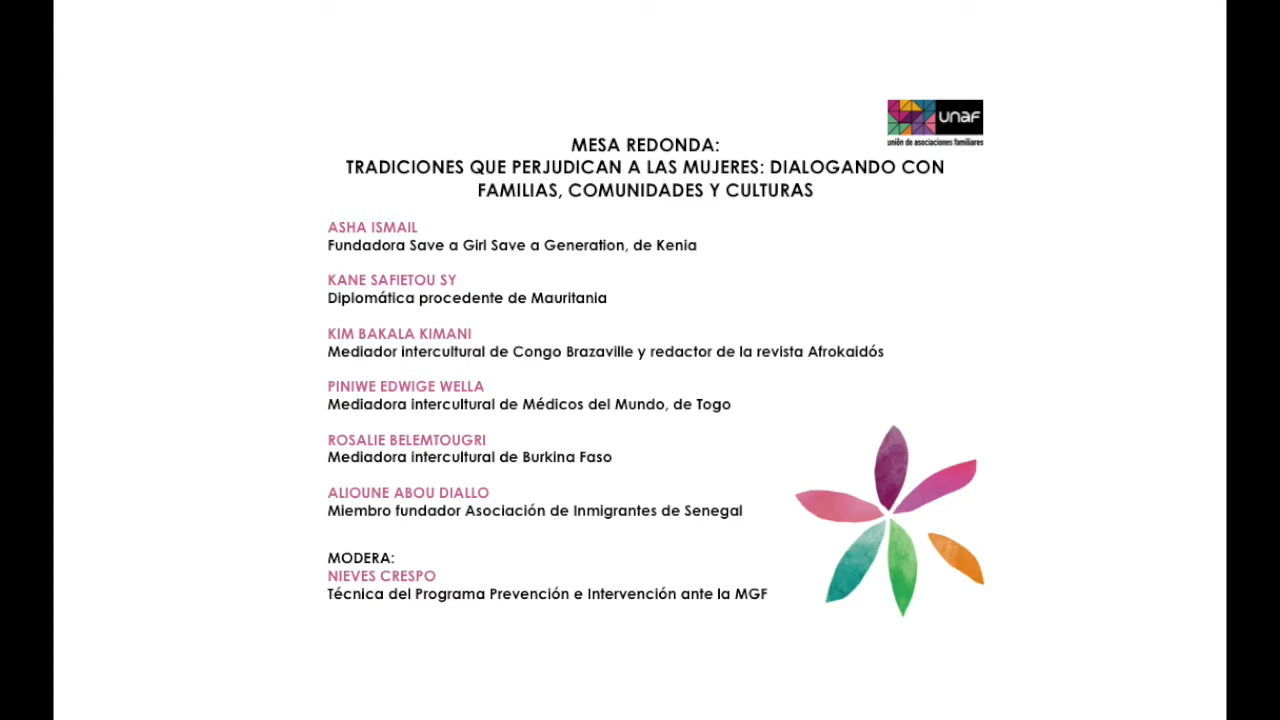 unaf
unión de asociaciones familiares
MESA REDONDA:
TRADICIONES QUE PERJUDICAN A LAS MUJERES: DIALOGANDO CON
FAMILIAS, COMUNIDADES Y CULTURAS
ASHA ISMAIL
Fundadora Save a Girl Save a Generation, de Kenia
KANE SAFIETOU SY
Diplomática procedente de Mauritania
KIM BAKALA KIMANI
Mediador intercultural de Congo Brazaville y redactor de la revista Afrokaidós
PINIWE EDWIGE WELLA
Mediadora intercultural de Médicos del Mundo, de Togo
ROSALIE BELEMTOUGRI
Mediadora intercultural de Burkina Faso
ALIOUNE ABOU DIALLO
Miembro fundador Asociación de Inmigrantes de Senegal
MODERA:
NIEVES CRESPO
Técnica del Programa Prevención e Intervención ante la MGF